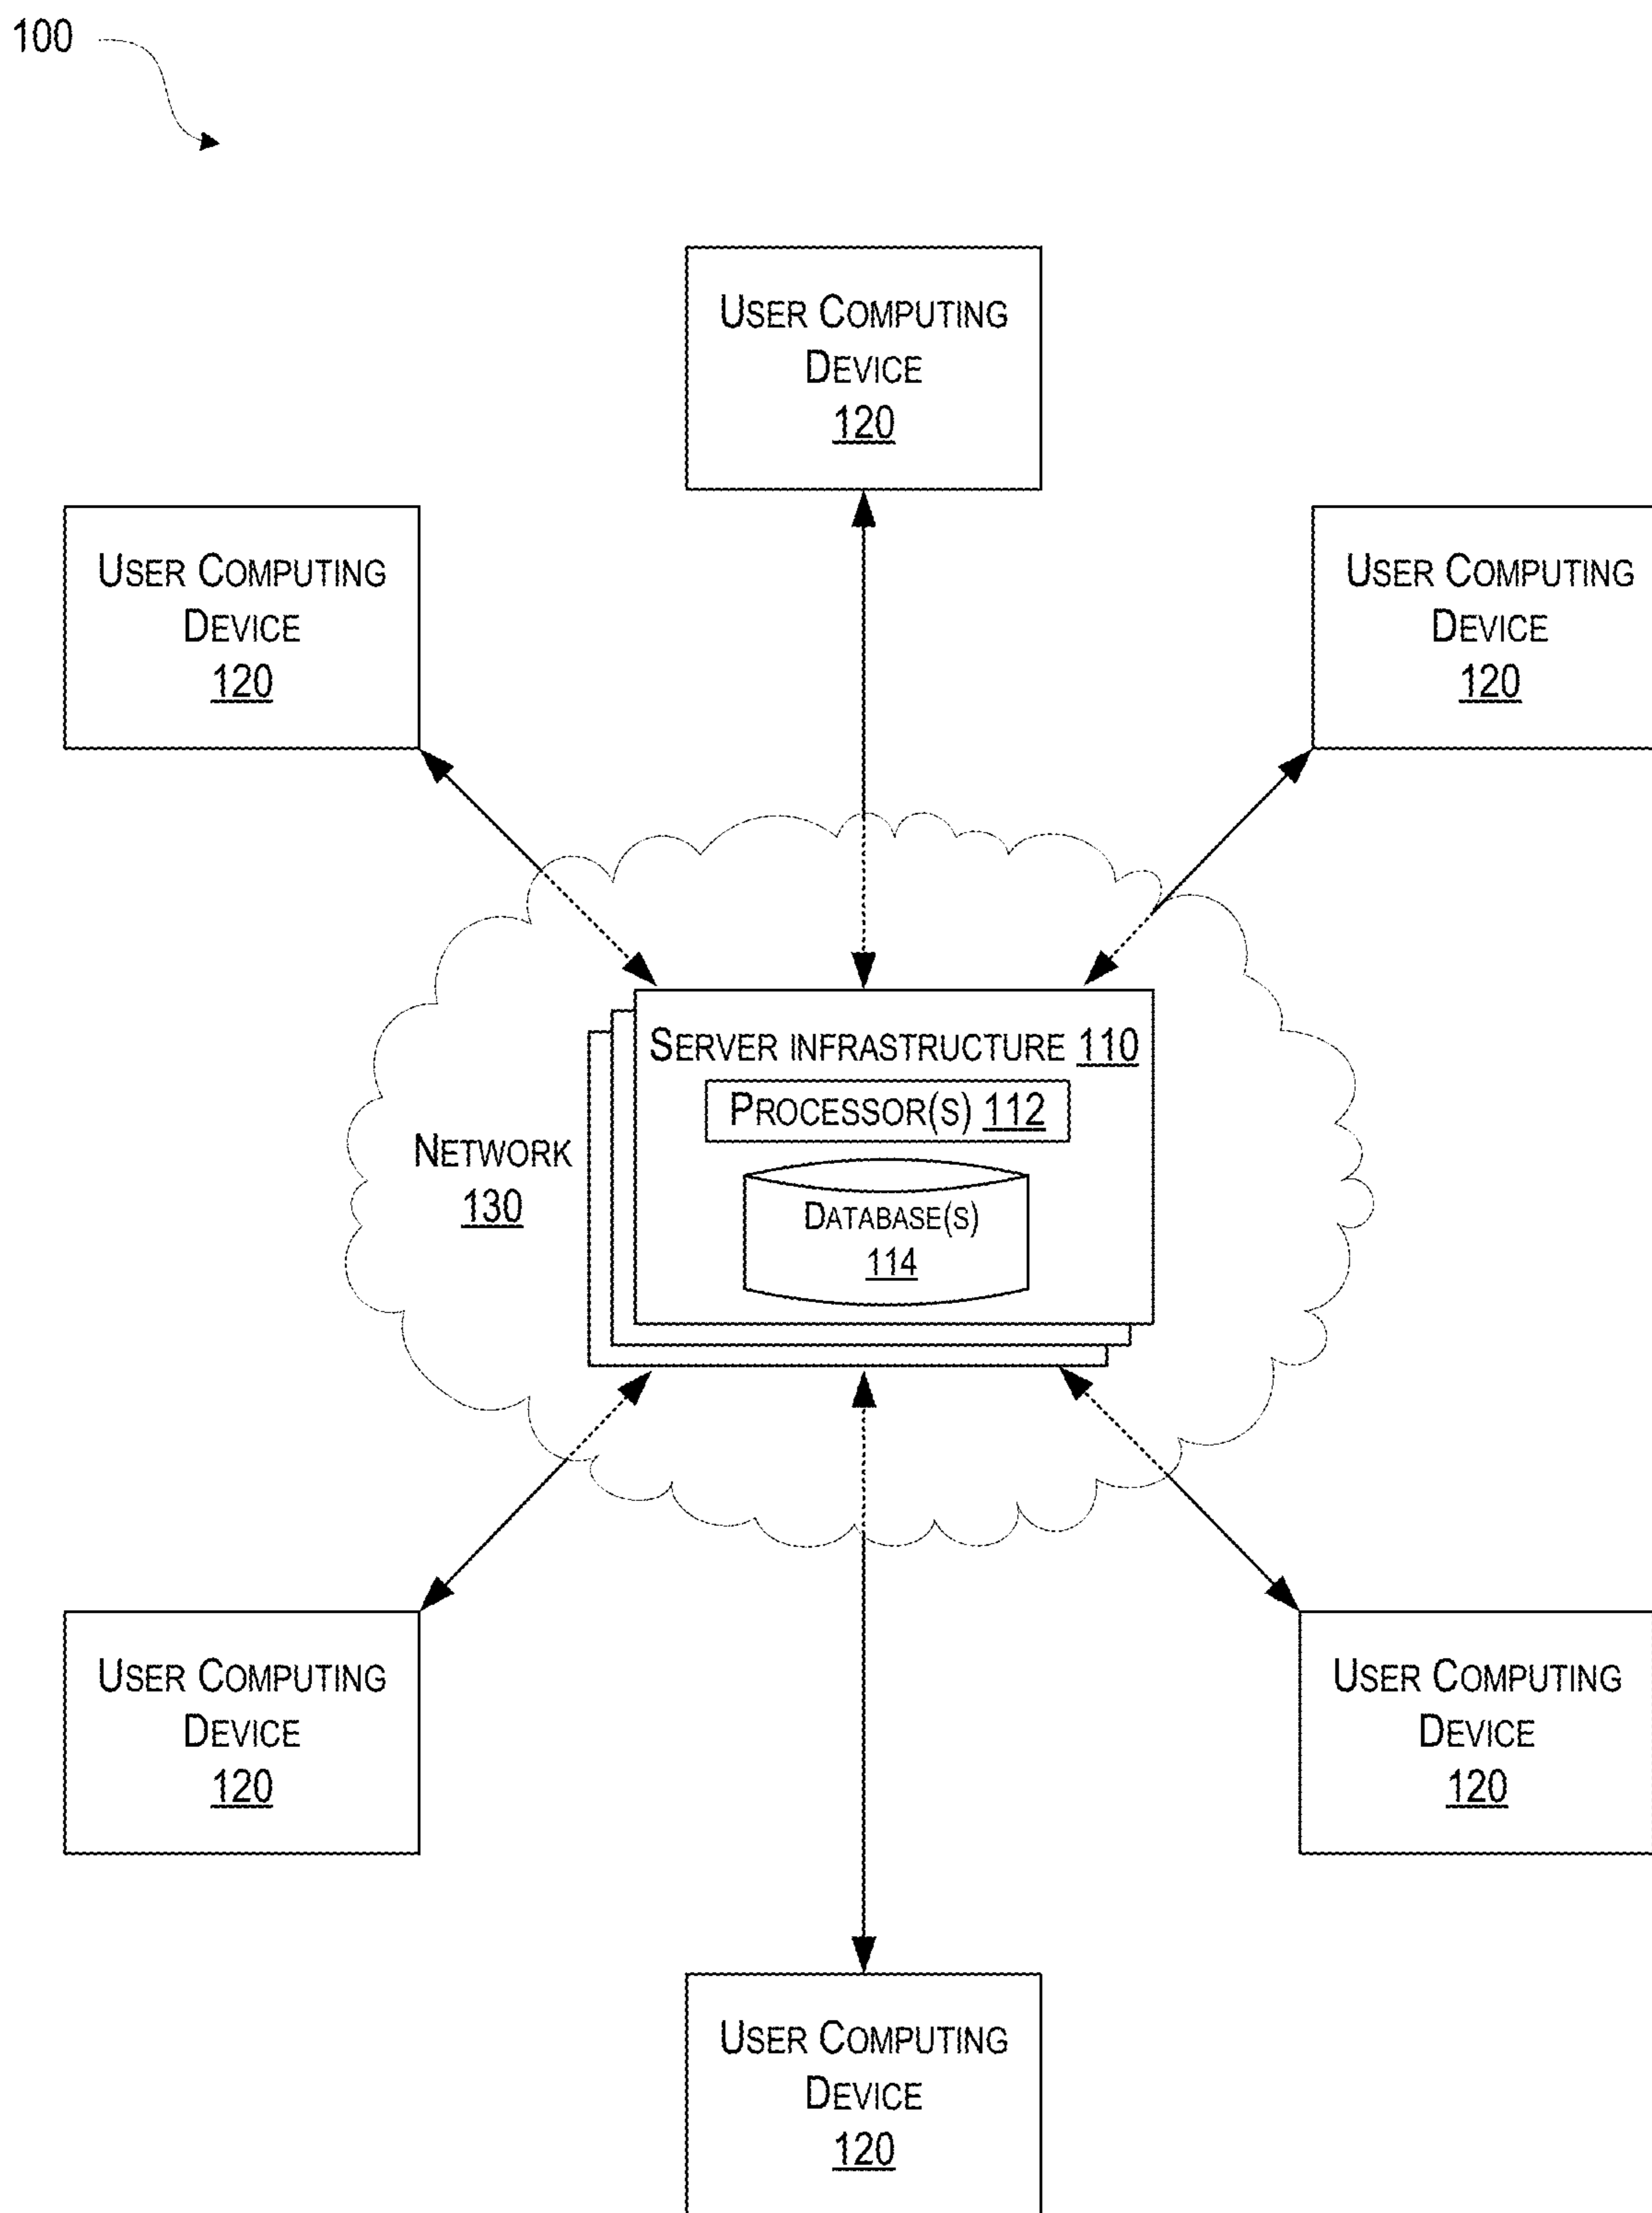 100
USER COMPUTING
DEVICE
120
USER COMPUTING
DEVICE
120
USER COMPUTING
DEVICE
120
SERVER INFRASTRUCTURE 110
PROCESSOR(S) 112
NETWORK
130
DATABASE(S)
114
USER COMPUTING
DEVICE
120
USER COMPUTING
DEVICE
120
USER COMPUTING
DEVICE
120